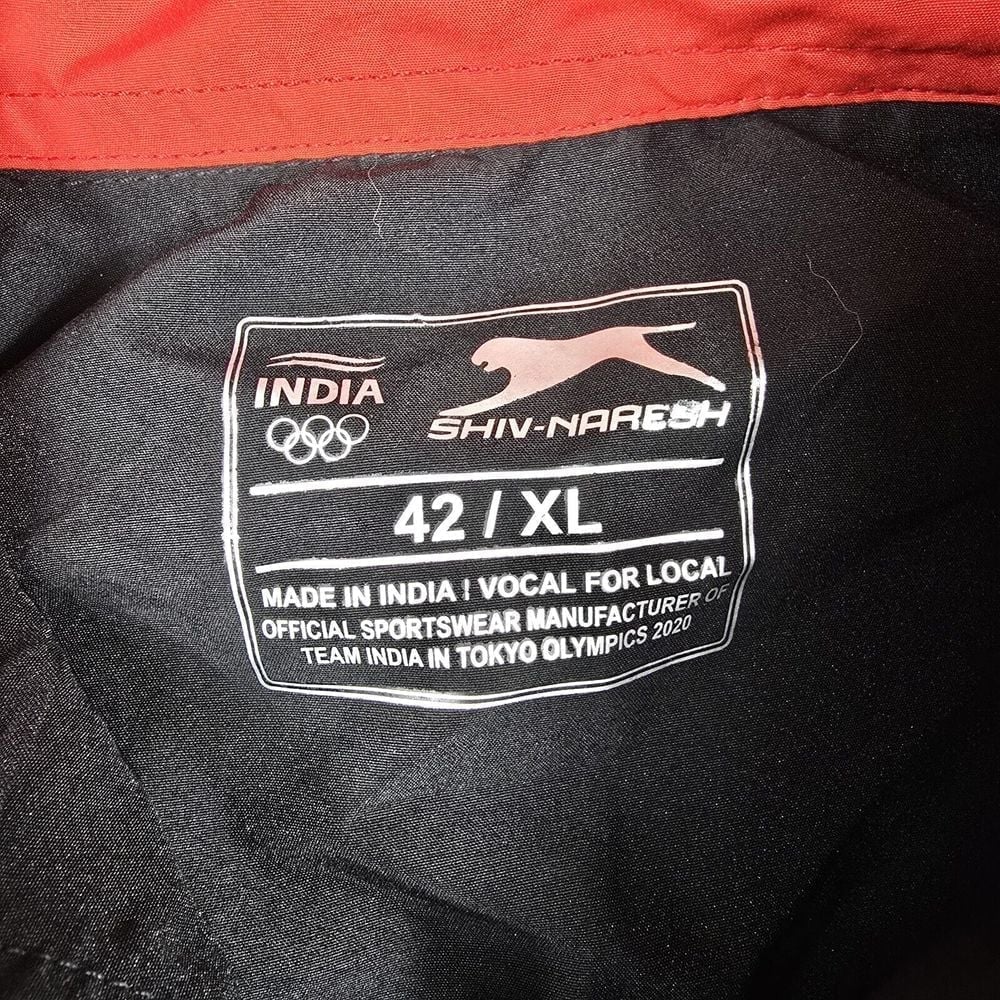 INDIA
SHIV-NARESH
42 / XL
MADE IN INDIA | VOCAL FOR LOCAL
OFFICIAL SPORTSWEAR MANUFACTURER OF
TEAM INDIA IN TOKYO OLYMPICS 2020